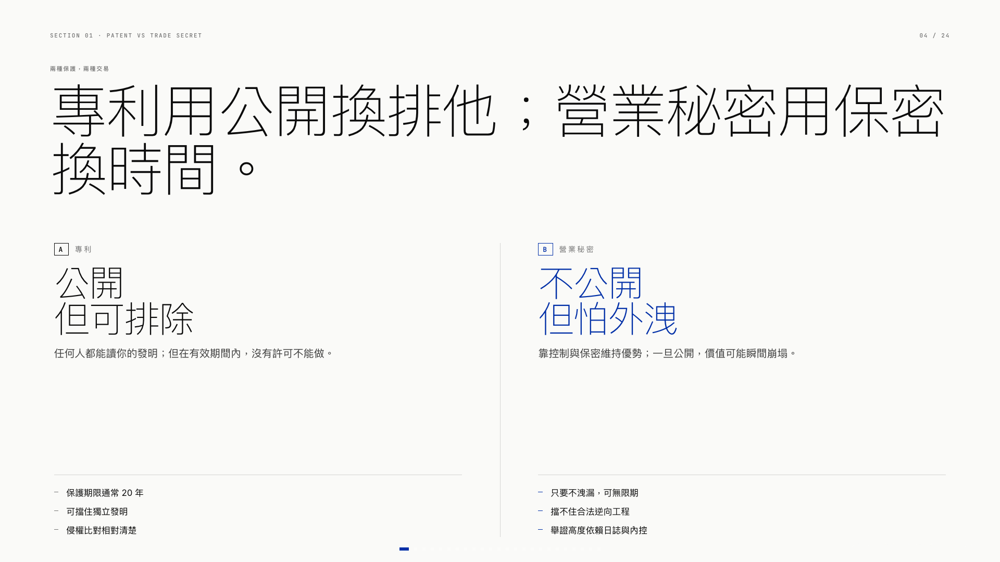 SECTION 01 · PATENT VS TRADE SECRET
04 / 24
兩種保護，兩種交易
專利用公開換排他；營業秘密用保密
換時間。
A 專利
公開
但可排除
任何人都能讀你的發明；但在有效期間內，沒有許可不能做。
– 保護期限通常 20 年
– 可擋住獨立發明
– 侵權比對相對清楚
B 營業秘密
不公開
但怕外洩
靠控制與保密維持優勢；一旦公開，價值可能瞬間崩塌。
– 只要不洩漏，可無限期
– 擋不住合法逆向工程
– 舉證高度依賴日誌與內控